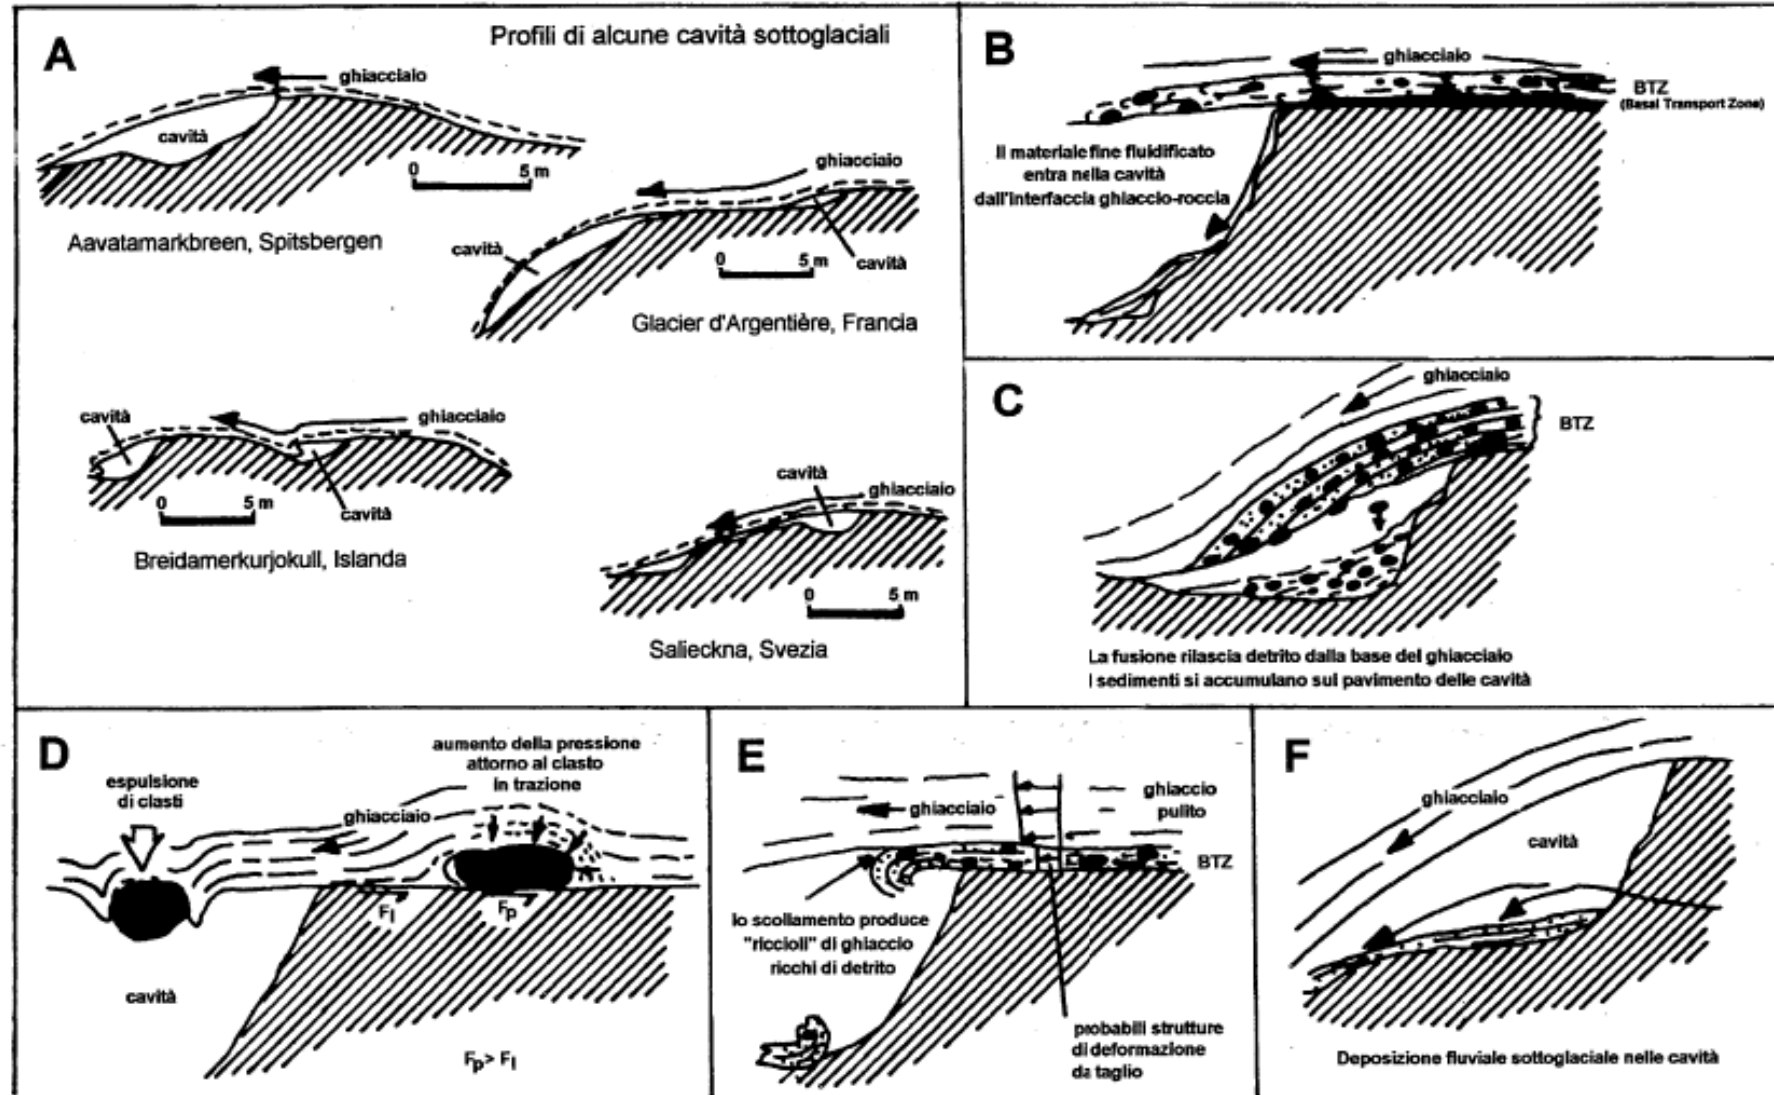 A
Profili di alcune cavità sottoglaciali
ghiacciaio
cavità
0 5 m
Aavatamarkbreen, Spitsbergen
ghiacciaio
cavità
0 5 m
cavità
Glacier d'Argentière, Francia
cavità
ghiacciaio
0 5 m
cavità
Breidamerkurjokull, Islanda
cavità
ghiacciaio
0 5 m
Salieckna, Svezia
B
ghiacciaio
BTZ
(Basal Transport Zone)
Il materiale fine fluidificato
entra nella cavità
dall'interfaccia ghiaccio-roccia
C
ghiacciaio
BTZ
La fusione rilascia detrito dalla base del ghiacciaio
I sedimenti si accumulano sul pavimento delle cavità
D
aumento della pressione
attorno al clasto
in trazione
espulsione
di clasti
ghiacciaio
FI
Fp
cavità
Fp> FI
E
ghiacciaio
ghiaccio
pulito
BTZ
lo scollamento produce
"riccioli" di ghiaccio
ricchi di detrito
probabili strutture
di deformazione
da taglio
F
ghiacciaio
cavità
Deposizione fluviale sottoglaciale nelle cavità